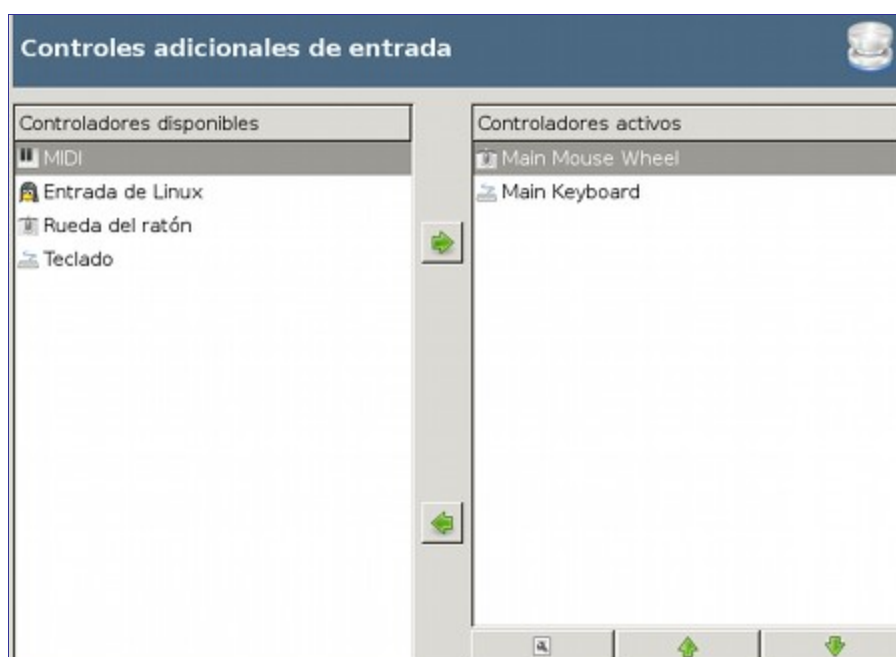 Controles adicionales de entrada
Controladores disponibles
MIDI
Entrada de Linux
Rueda del ratón
Teclado
Controladores activos
Main Mouse Wheel
Main Keyboard